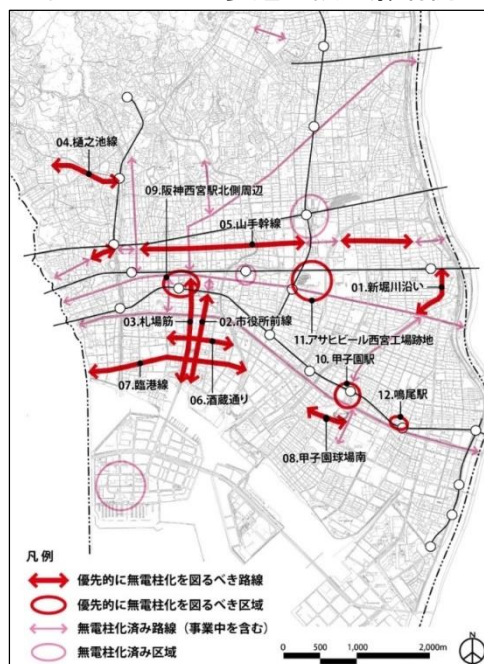 04.樋之池線
09.阪神西宮駅北側周辺
05.山手幹線
01.新堀川沿い
03.札場筋
02.市役所前線
11.アサヒビール西宮工場跡地
10.甲子園駅
12.鳴尾駅
07.臨港線
06.酒蔵通り
08.甲子園球場南
凡例
優先的に無電柱化を図るべき路線
優先的に無電柱化を図るべき区域
無電柱化済み路線（事業中を含む）
無電柱化済み区域
N
0 500 1,000 2,000m